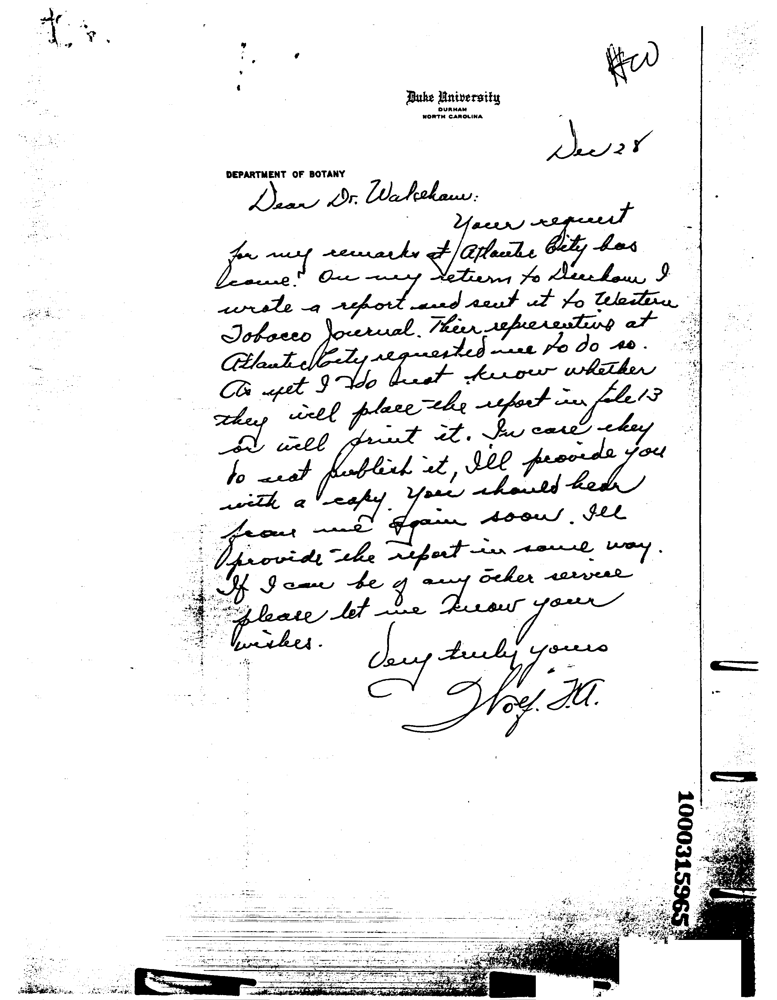 Duke University
DURHAM
NORTH CAROLINA
Dec 28
DEPARTMENT OF BOTANY
Dear Dr.
Your request
for my remarks at Atlantic City has
come. On my return to Durham I
wrote a report and sent it to Western
Tobacco Journal. Their representive at
Atlantic City requested me to do so.
As yet I do not know whether
they will place the report in file 13
or will print it. In case they
do not publish it, I'll provide you
with a copy. You should hear
from me again soon. I'll
provide the report in some way.
If I can be of any other service
please let me know your
wishes.
Very truly yours
Wolf. F.A.
1000315965